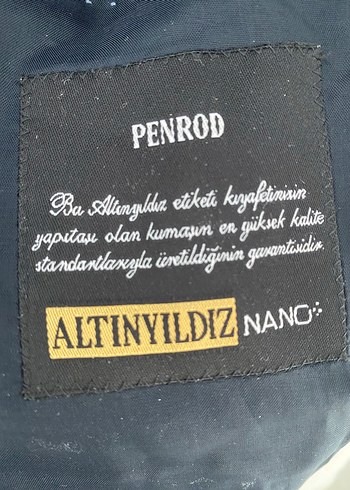 PENROD
Bu Altınyıldız etiketi kıyafetinizin
yapıtaşı olan kumaşın en yüksek kalite
standartlarıyla üretildiğinin garantisidir.
ALTINYILDIZ NANO